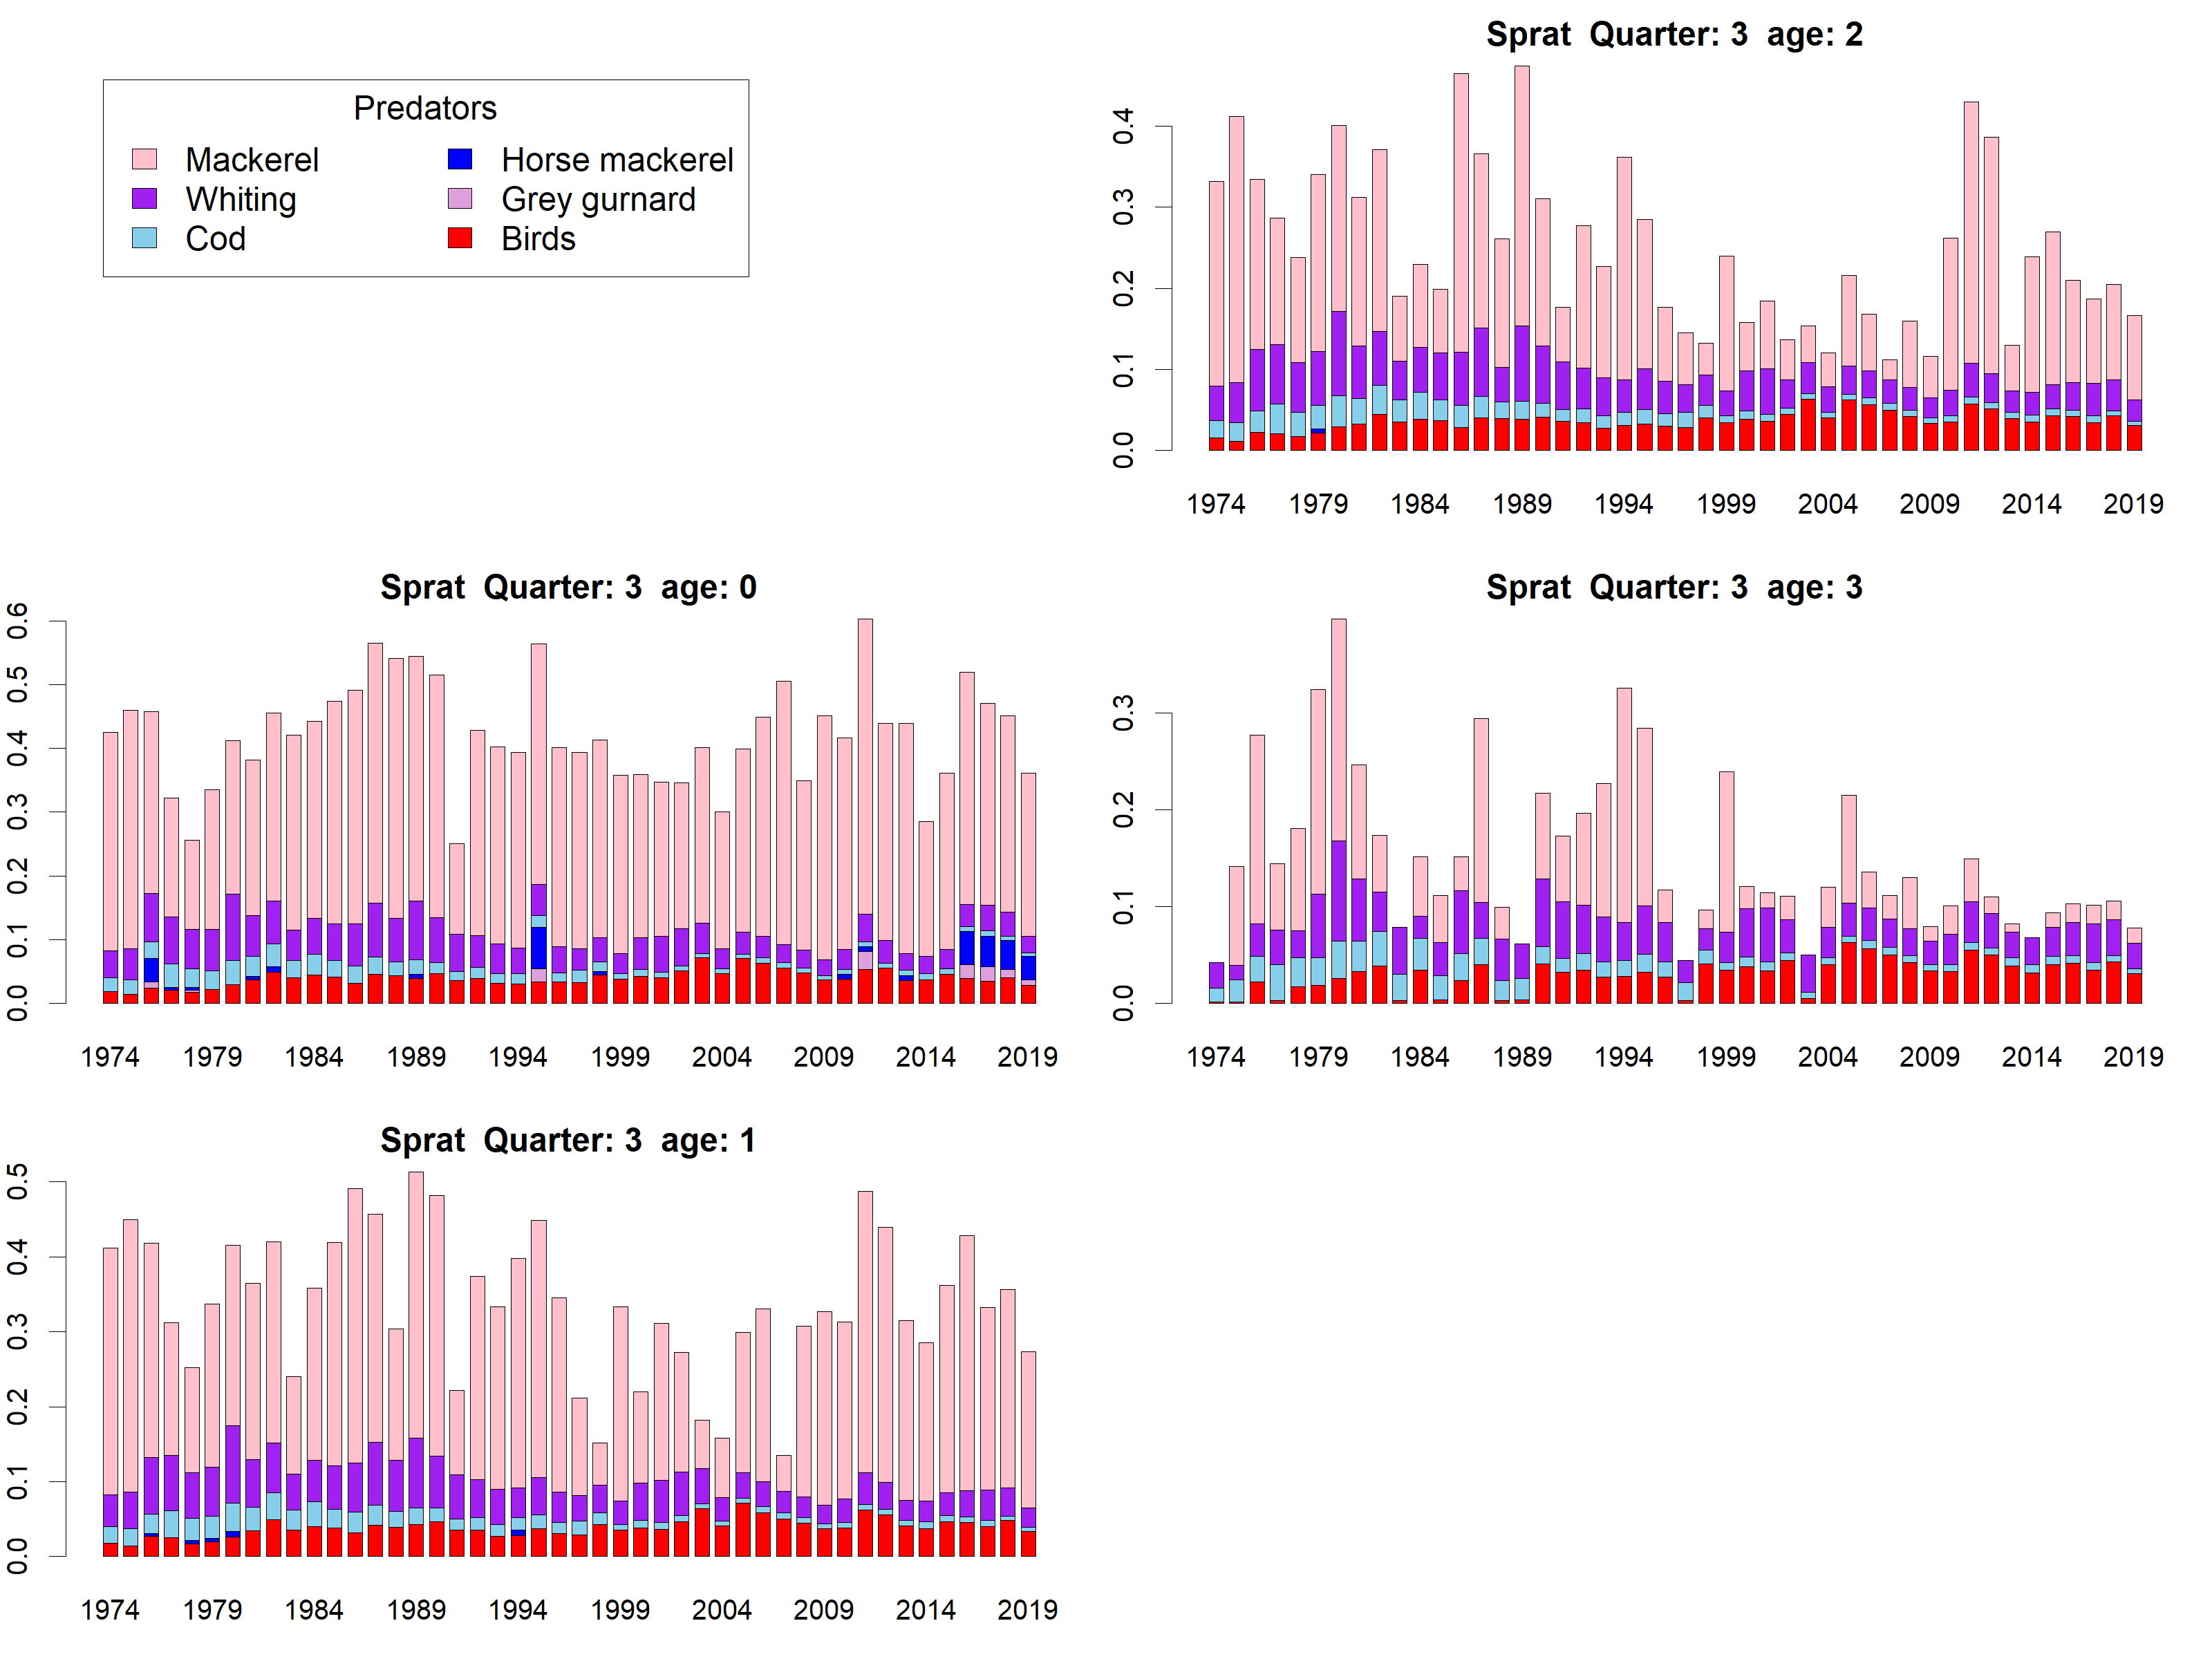 Predators
Mackerel
Horse mackerel
Whiting
Grey gurnard
Cod
Birds
Sprat Quarter: 3 age: 2
0.0 0.1 0.2 0.3 0.4
1974 1979 1984 1989 1994 1999 2004 2009 2014 2019
Sprat Quarter: 3 age: 0
0.0 0.1 0.2 0.3 0.4 0.5 0.6
1974 1979 1984 1989 1994 1999 2004 2009 2014 2019
Sprat Quarter: 3 age: 3
0.0 0.1 0.2 0.3
1974 1979 1984 1989 1994 1999 2004 2009 2014 2019
Sprat Quarter: 3 age: 1
0.0 0.1 0.2 0.3 0.4 0.5
1974 1979 1984 1989 1994 1999 2004 2009 2014 2019